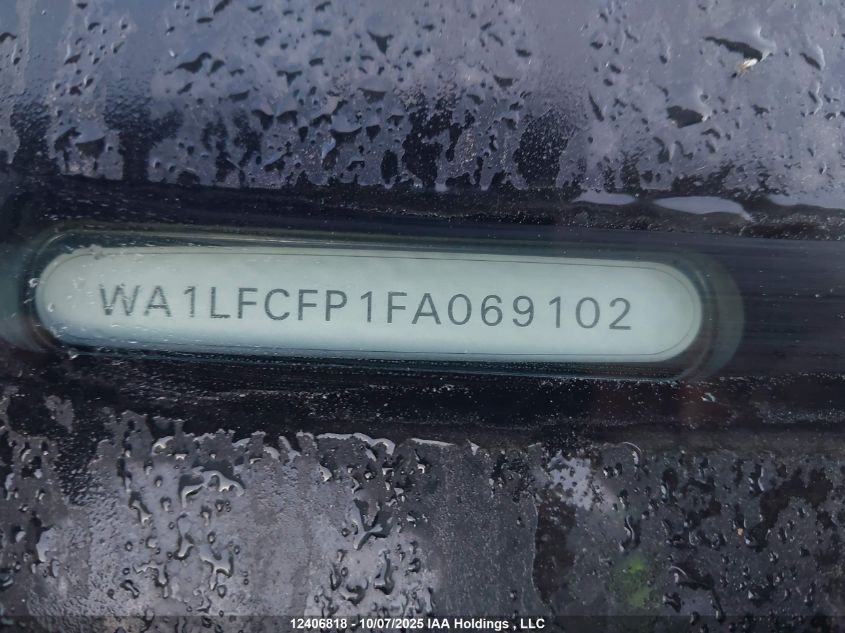 WA1LFCFP1FA069102
12406818 - 10/07/2025 IAA Holdings , LLC